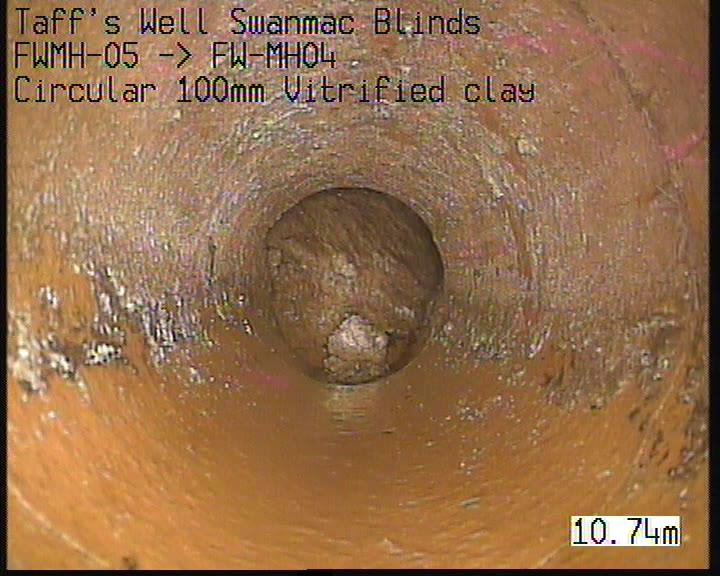 Taff's Well Swanmac Blinds
FWMH-05 -> FW-MH04
Circular 100mm Vitrified clay
10.74m